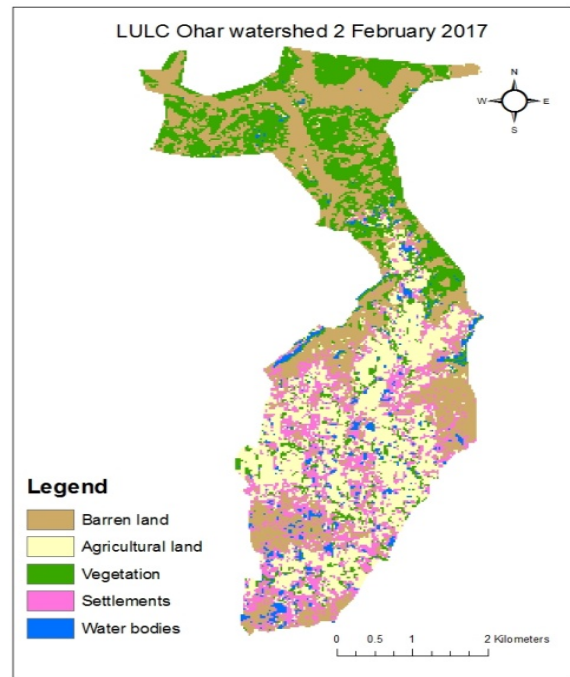 LULC Ohar watershed 2 February 2017
N
W E
S
Legend
Barren land
Agricultural land
Vegetation
Settlements
Water bodies
0 0.5 1 2 Kilometers